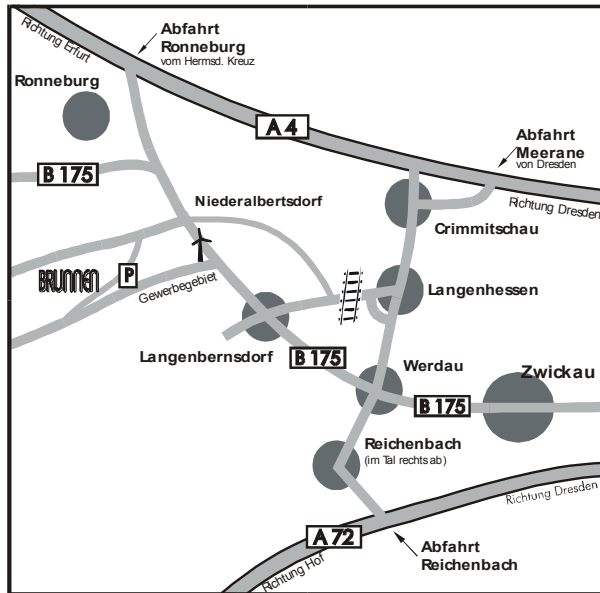 Richtung Erfurt
Abfahrt
Ronneburg
vom Hermsd. Kreuz
Ronneburg
A 4
Abfahrt
Meerane
von Dresden
B 175
Richtung Dresden
Niederalbertsdorf
Crimmitschau
BRUNNEN
P
Gewerbegebiet
Langenhessen
Langenbernsdorf
B 175
Werdau
Zwickau
B 175
Reichenbach
(im Tal rechts ab)
Richtung Dresden
A 72
Abfahrt
Reichenbach
Richtung Hof